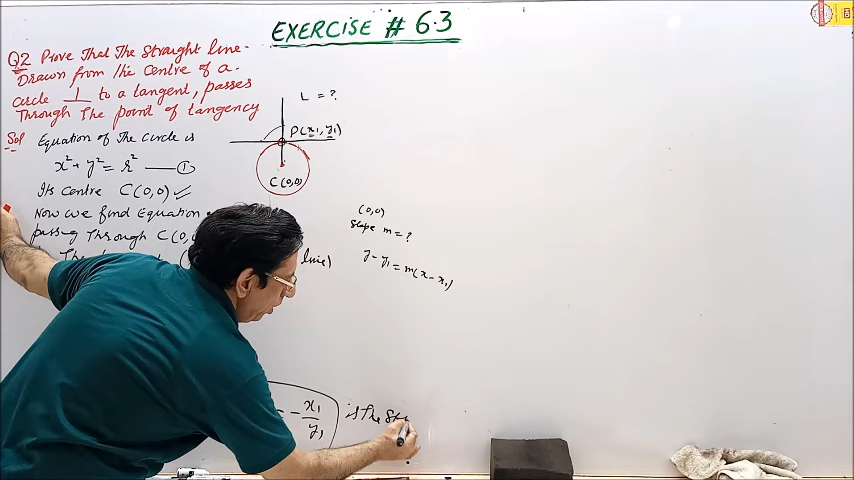 EXERCISE # 6.3
Q2 Prove That The Straight line
Drawn from the Centre of a
circle ⊥ to a tangent, passes
Through The point of tangency
Sol Equation of The Circle is
x² + y² = r² —— ①
Its Centre C(0,0) ✓
Now we find Equation
passing Through C(0,
line)
L = ?
P(x₁, y₁)
C(0,0)
(0,0)
Slope m = ?
y - y₁ = m(x - x₁)
= - x₁/y₁ is The